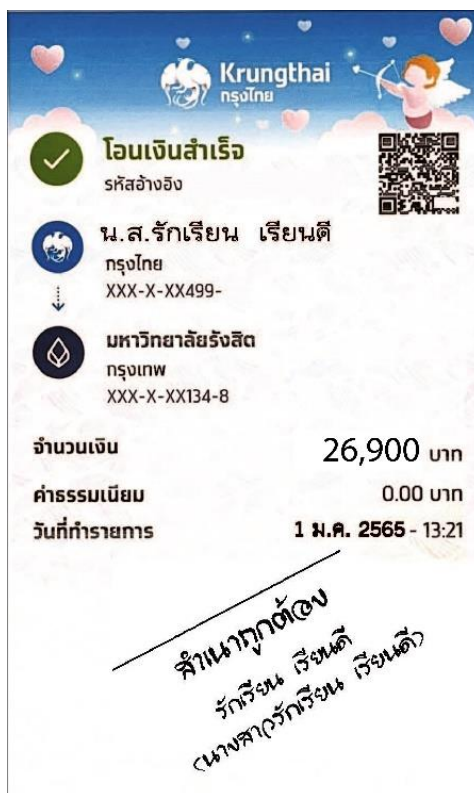 Krungthai
กรุงไทย
โอนเงินสำเร็จ
รหัสอ้างอิง
น.ส.รักเรียน เรียนดี
กรุงไทย
XXX-X-XX499-
มหาวิทยาลัยรังสิต
กรุงเทพ
XXX-X-XX134-8
จำนวนเงิน 26,900 บาท
ค่าธรรมเนียม 0.00 บาท
วันที่ทำรายการ 1 ม.ค. 2565 - 13:21
สำเนาถูกต้อง
รักเรียน เรียนดี
(นางสาวรักเรียน เรียนดี)